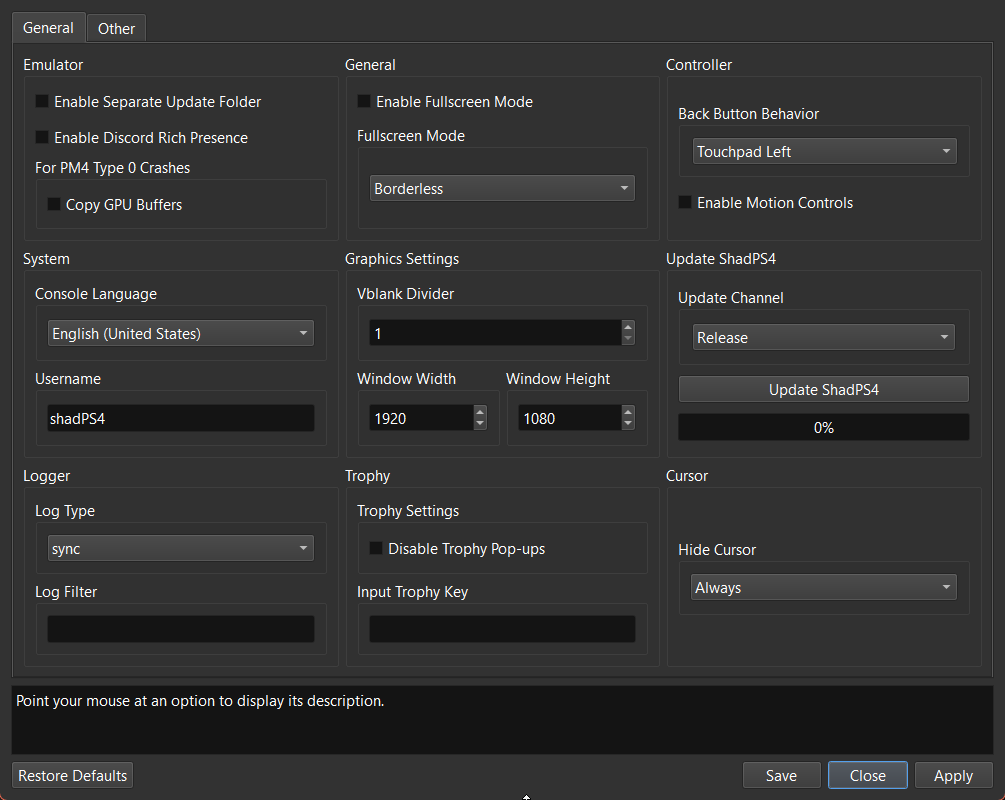 General
Other
Emulator
Enable Separate Update Folder
Enable Discord Rich Presence
For PM4 Type 0 Crashes
Copy GPU Buffers
General
Enable Fullscreen Mode
Fullscreen Mode
Borderless
Controller
Back Button Behavior
Touchpad Left
Enable Motion Controls
System
Console Language
English (United States)
Username
shadPS4
Graphics Settings
Vblank Divider
1
Window Width
Window Height
1920
1080
Update ShadPS4
Update Channel
Release
Update ShadPS4
0%
Logger
Log Type
sync
Log Filter
Trophy
Trophy Settings
Disable Trophy Pop-ups
Input Trophy Key
Cursor
Hide Cursor
Always
Point your mouse at an option to display its description.
Restore Defaults
Save
Close
Apply